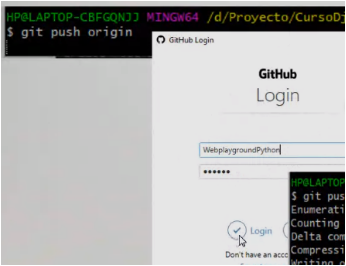 HP@LAPTOP-CBFGQNJJ MINGW64 /d/Proyecto/CursoDj
$ git push origin
GitHub Login
GitHub
Login
WebplaygroundPython
••••••
Login
Don't have an acc
HP@LAPTOP
$ git pus
Enumerati
Counting
Delta com
Compressi
Writing o